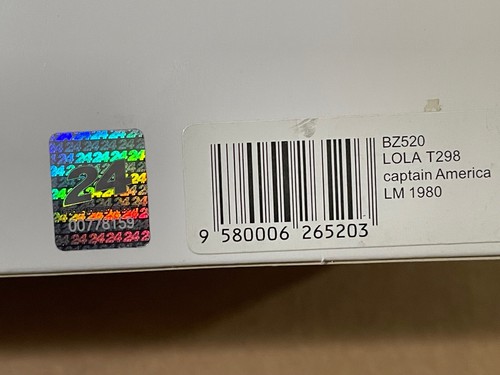 24
00778159
BZ520
LOLA T298
captain America
LM 1980
9 580006 265203